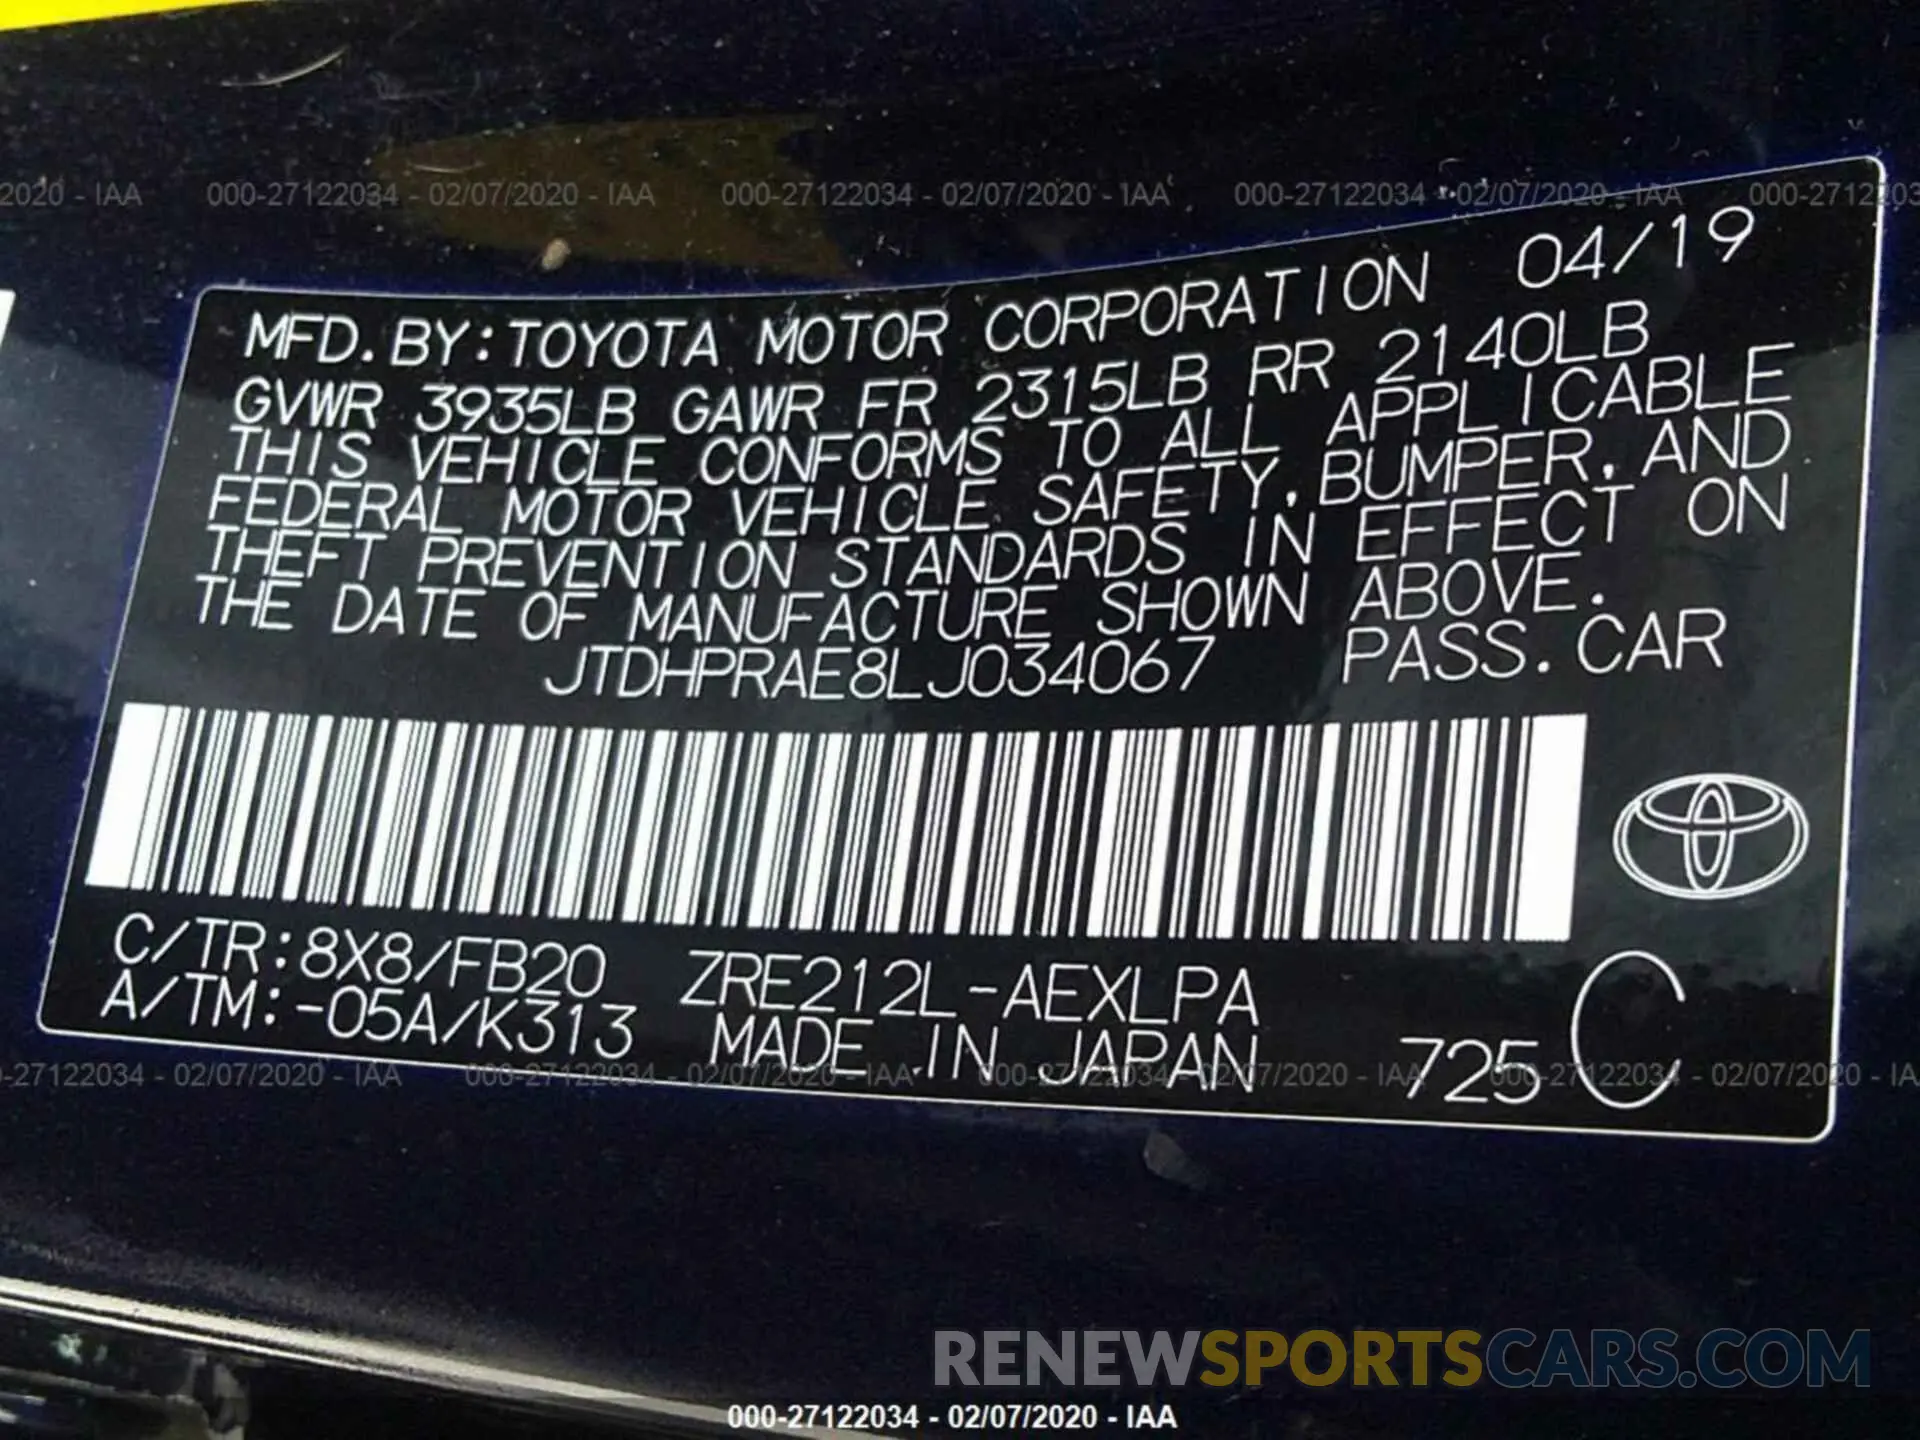 2020 - IAA 000-27122034 - 02/07/2020 - IAA 000-27122034 - 02/07/2020 - IAA 000-27122034 - 02/07/2020 - IAA 000-2712203
MFD. BY: TOYOTA MOTOR CORPORATION 04/19
GVWR 3935LB GAWR FR 2315LB RR 2140LB
THIS VEHICLE CONFORMS TO ALL APPLICABLE
FEDERAL MOTOR VEHICLE SAFETY, BUMPER, AND
THEFT PREVENTION STANDARDS IN EFFECT ON
THE DATE OF MANUFACTURE SHOWN ABOVE.
JTDHPRAE8LJ034067 PASS. CAR
C/TR: 8X8/FB20 ZRE212L-AEXLPA
A/TM: -05A/K313 MADE IN JAPAN 725 C
0-27122034 - 02/07/2020 - IAA 000-27122034 - 02/07/2020 - IAA 000-27122034 - 02/07/2020 - IAA 000-27122034 - 02/07/2020 - IA
RENEWSPORTSCARS.COM
000-27122034 - 02/07/2020 - IAA